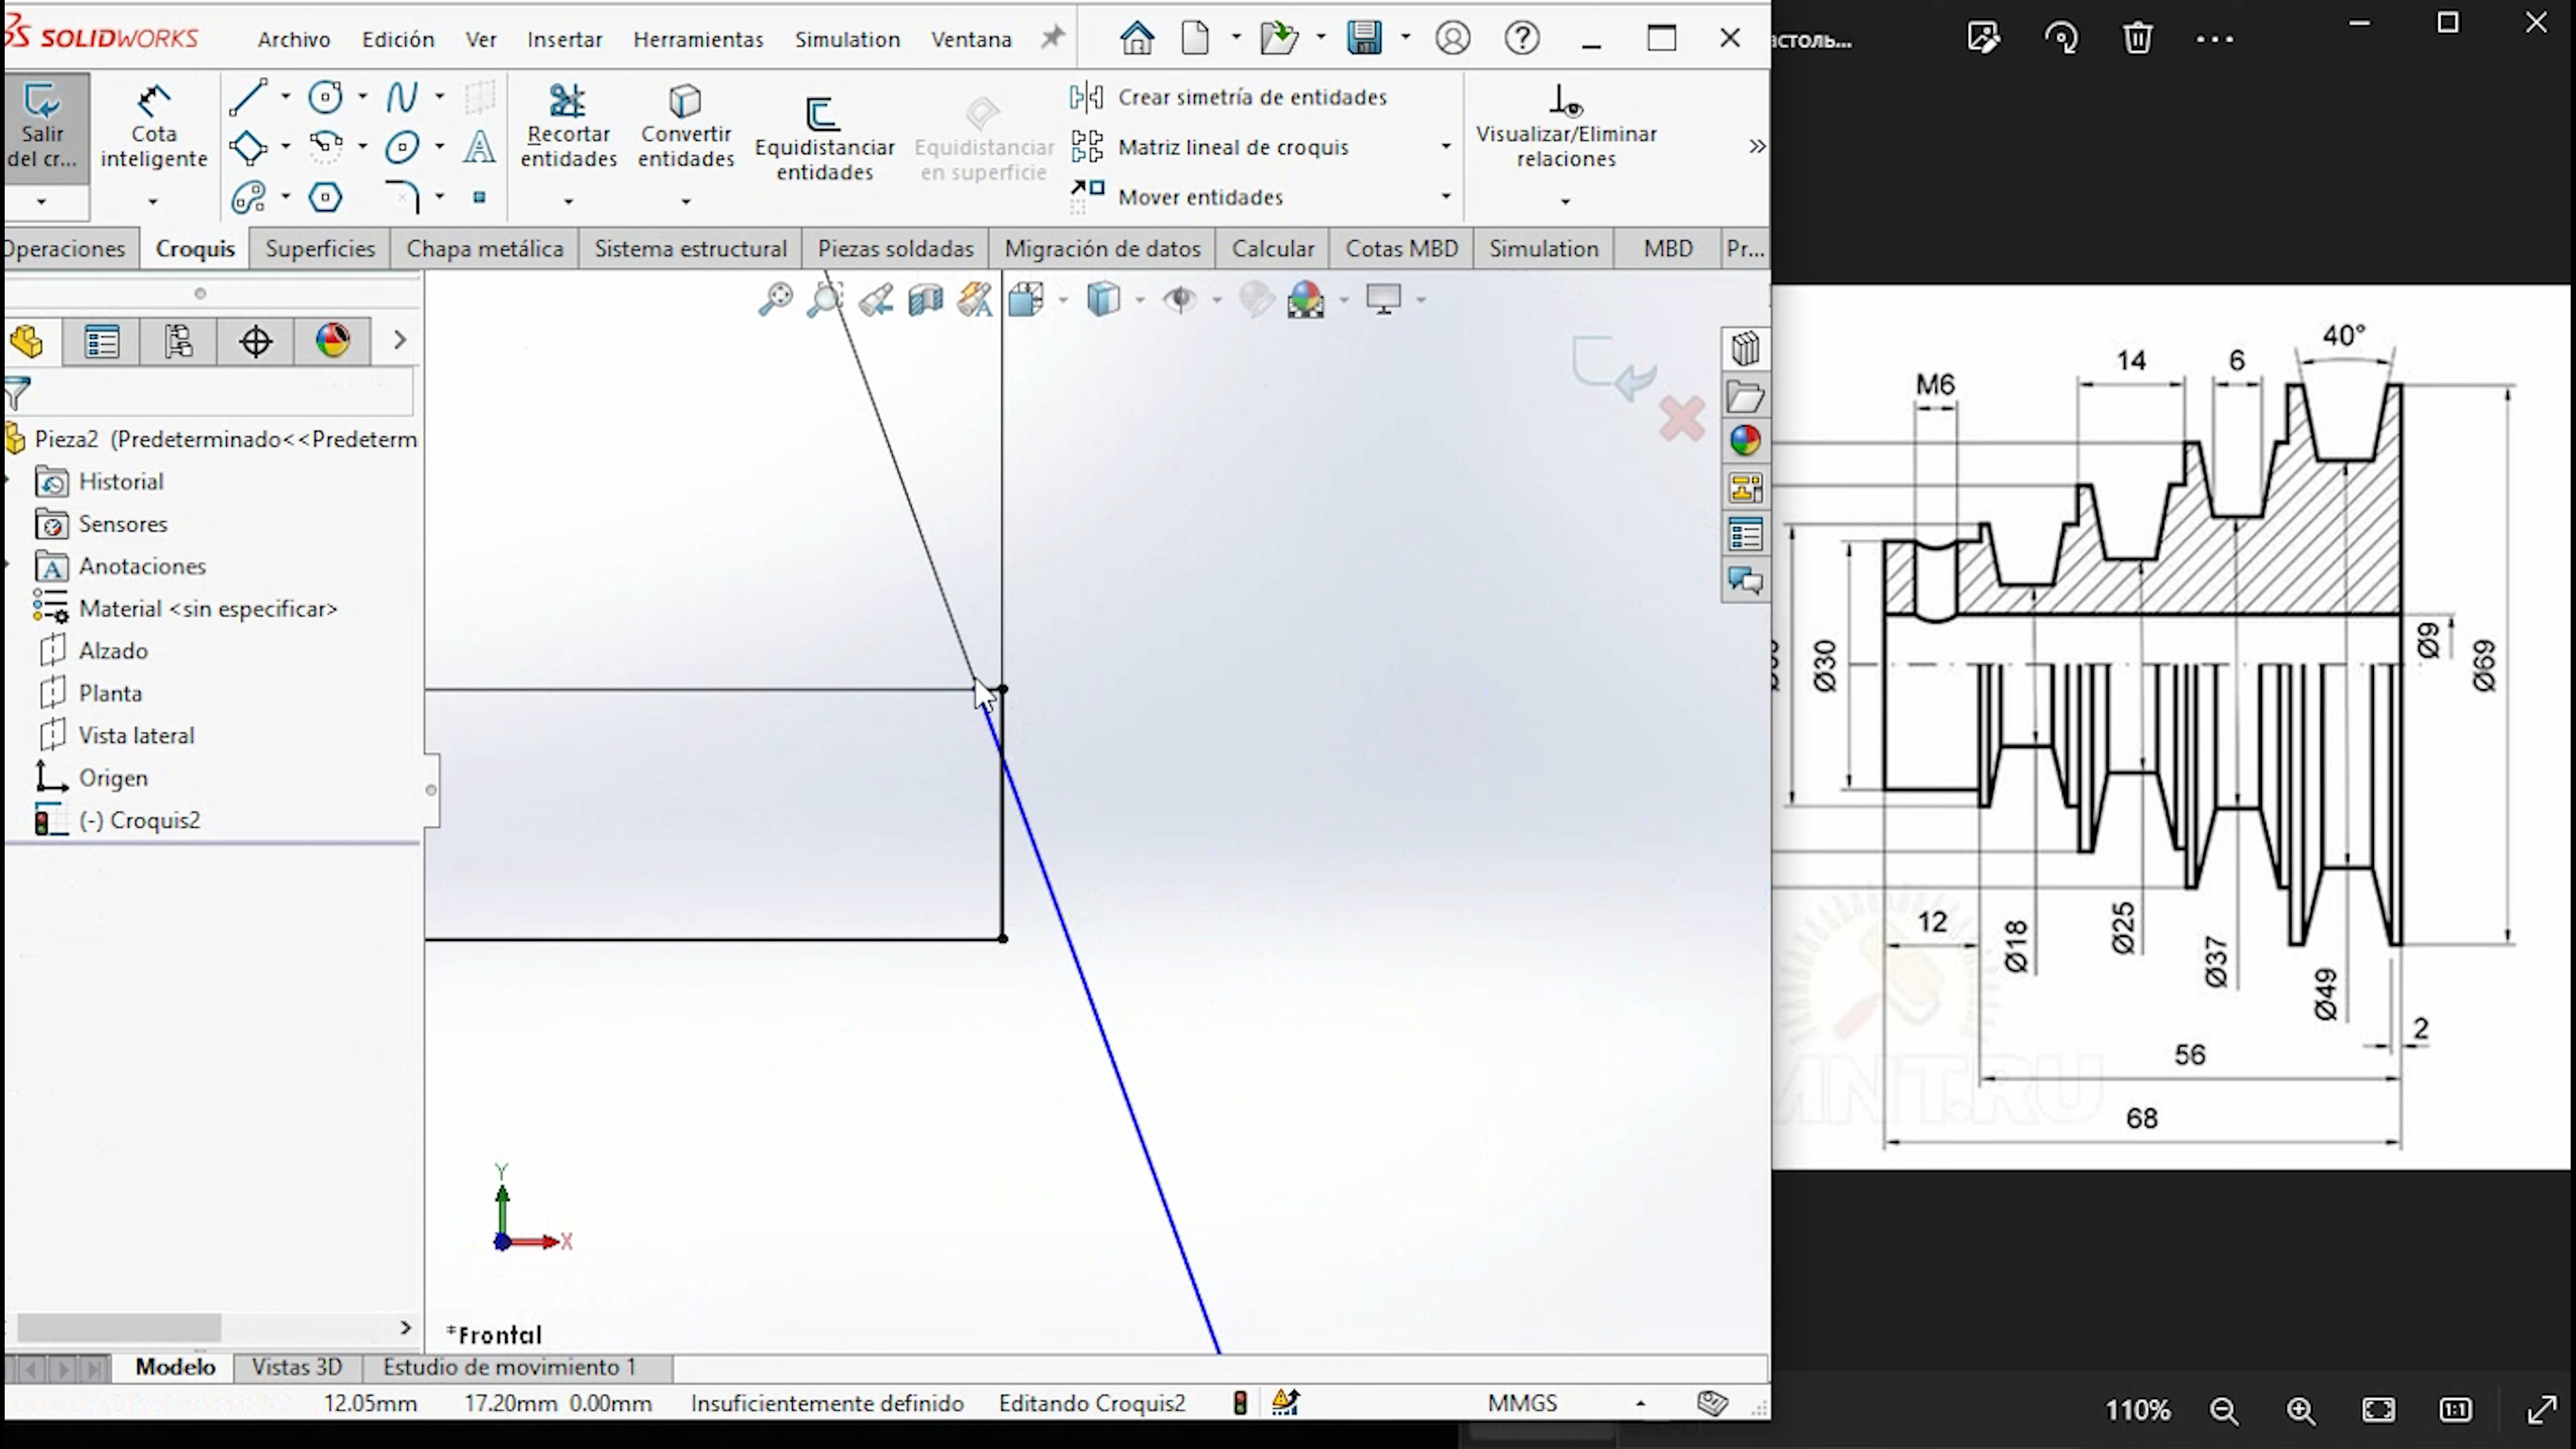 SOLIDWORKS
Archivo Edición Ver Insertar Herramientas Simulation Ventana
Salir del cr...
Cota inteligente
Recortar entidades
Convertir entidades
Equidistanciar entidades
Equidistanciar en superficie
Crear simetría de entidades
Matriz lineal de croquis
Mover entidades
Visualizar/Eliminar relaciones
Operaciones Croquis Superficies Chapa metálica Sistema estructural Piezas soldadas Migración de datos Calcular Cotas MBD Simulation MBD Pr...
Pieza2 (Predeterminado<<Predeterm
Historial
Sensores
Anotaciones
Material <sin especificar>
Alzado
Planta
Vista lateral
Origen
(-) Croquis2
Y
X
*Frontal
Modelo Vistas 3D Estudio de movimiento 1
12.05mm 17.20mm 0.00mm Insuficientemente definido Editando Croquis2 MMGS
астоль...
40°
14
6
M6
Ø30
Ø9
Ø69
12
Ø18
Ø25
Ø37
Ø49
2
56
68
MNT.RU
110%
1:1